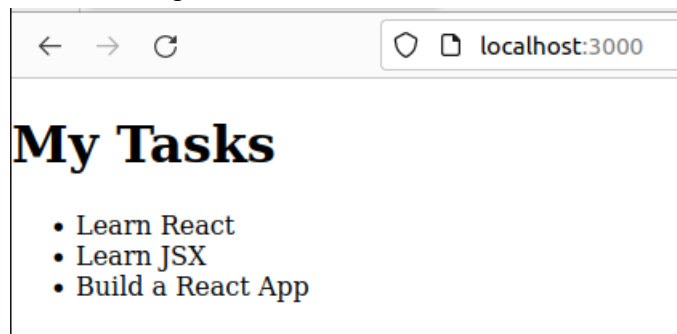 localhost:3000
My Tasks
• Learn React
• Learn JSX
• Build a React App